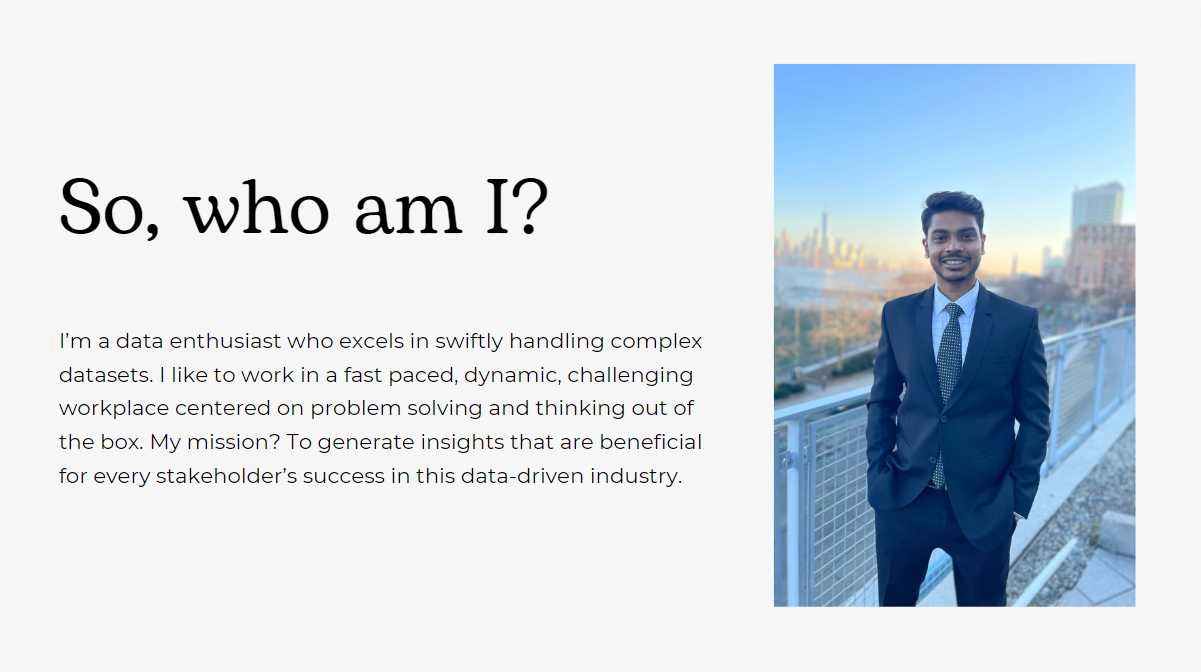 So, who am I?
I’m a data enthusiast who excels in swiftly handling complex
datasets. I like to work in a fast paced, dynamic, challenging
workplace centered on problem solving and thinking out of
the box. My mission? To generate insights that are beneficial
for every stakeholder’s success in this data-driven industry.